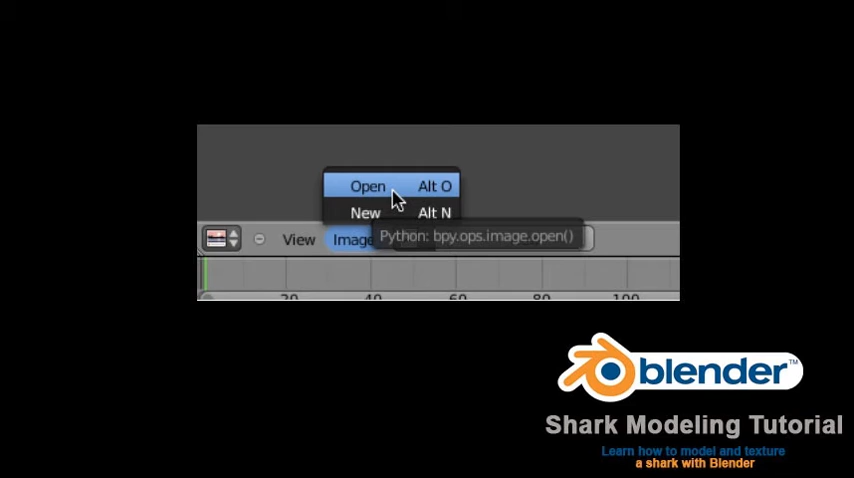 Open Alt O
New Alt N
View Image
Python: bpy.ops.image.open()
20 40 60 80 100
blender™
Shark Modeling Tutorial
Learn how to model and texture
a shark with Blender